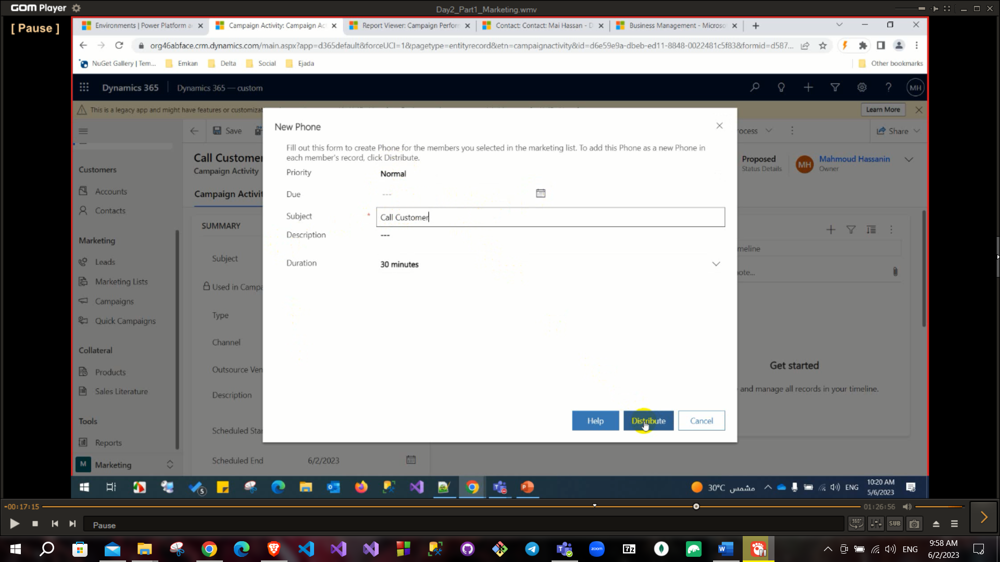 GOM Player
Day2_Part1_Marketing.wmv
[ Pause ]
Environments | Power Platform a
Campaign Activity: Campaign Ac
Report Viewer: Campaign Perforn
Contact: Contact: Mai Hassan - D
Business Management - Microso
org46abface.crm.dynamics.com/main.aspx?app=d365default&forceUCI=1&pagetype=entityrecord&etn=campaignactivity&id=d6e59e9a-dbeb-ed11-8848-0022481c5f83&formid=d587...
NuGet Gallery | Tem...
Emkan
Delta
Social
Ejada
Other bookmarks
Dynamics 365
Dynamics 365 — custom
MH
This is a legacy app and might have features or customizat
Learn More
Save
ocess
Share
Call Customer
Campaign Activity
Proposed
Status Details
MH
Mahmoud Hassanin
Owner
Campaign Activit
Customers
Accounts
Contacts
Marketing
Leads
Marketing Lists
Campaigns
Quick Campaigns
Collateral
Products
Sales Literature
Tools
Reports
M
Marketing
SUMMARY
Subject
Used in Campa
Type
Channel
Outsource Ven
Description
Scheduled Star
Scheduled End
6/2/2023
New Phone
Fill out this form to create Phone for the members you selected in the marketing list. To add this Phone as a new Phone in
each member's record, click Distribute.
Priority
Normal
Due
---
Subject
*
Call Customer
Description
---
Duration
30 minutes
Help
Distribute
Cancel
meline
ote...
Get started
and manage all records in your timeline.
5
30°C
مشمس
ENG
10:20 AM
5/6/2023
-00:17:15
01:26:56
Pause
360°
SUB
zoom
7z
ENG
9:58 AM
6/2/2023